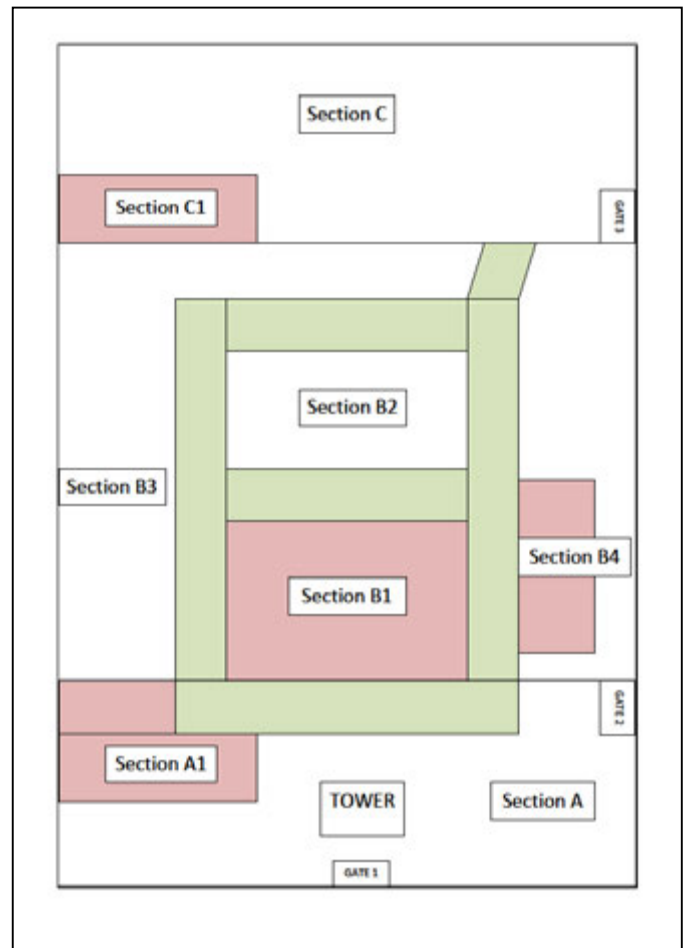 Section C
Section C1
GATE 3
Section B2
Section B3
Section B4
Section B1
GATE 2
Section A1
TOWER
Section A
GATE 1